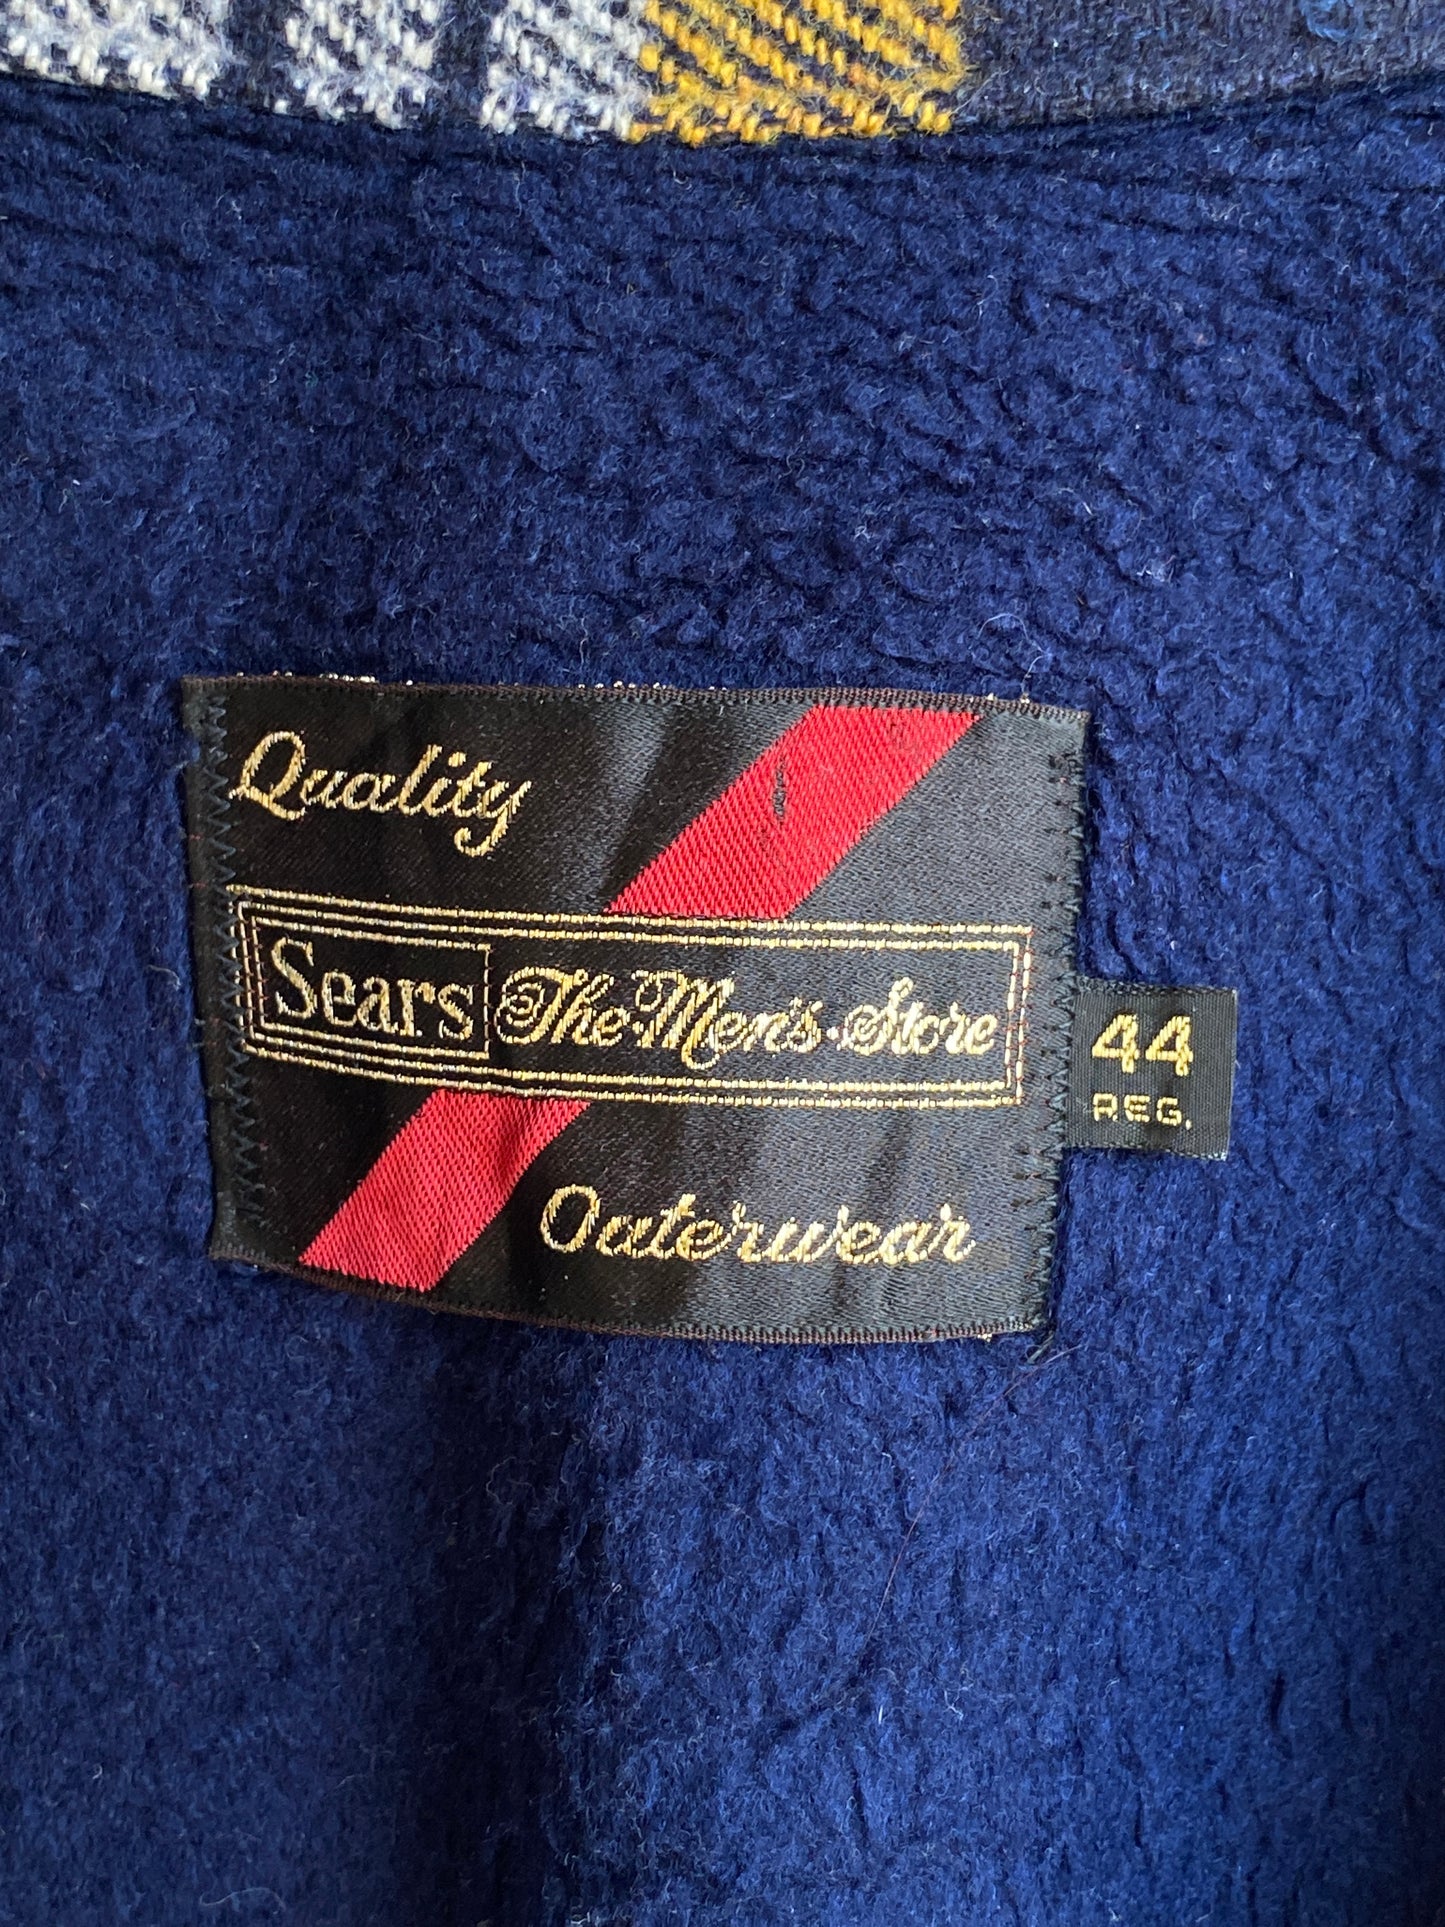 Quality
Sears The Men's Store
44
REG.
Outerwear